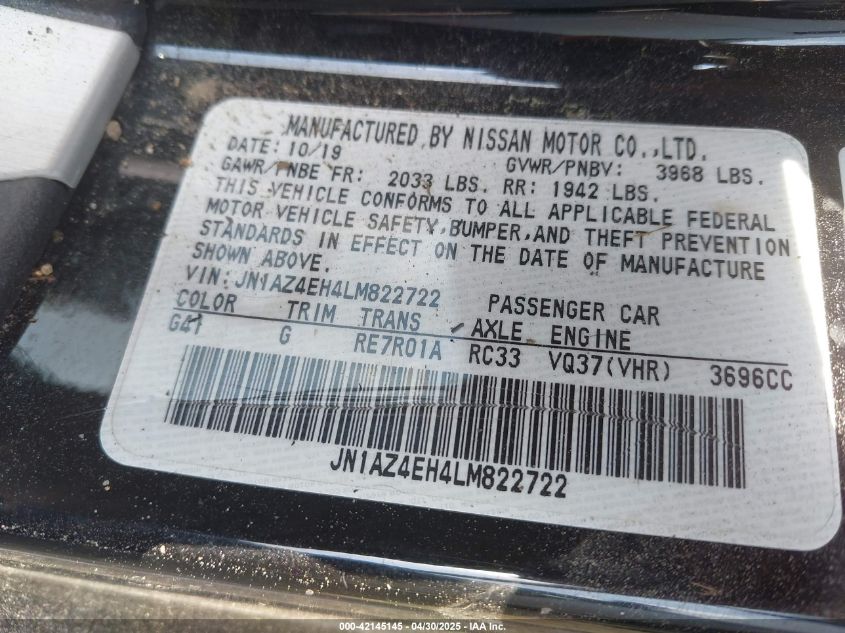 MANUFACTURED BY NISSAN MOTOR CO.,LTD.
DATE: 10/19 GVWR/PNBV: 3968 LBS.
GAWR/PNBE FR: 2033 LBS. RR: 1942 LBS.
THIS VEHICLE CONFORMS TO ALL APPLICABLE FEDERAL
MOTOR VEHICLE SAFETY,BUMPER,AND THEFT PREVENTION
STANDARDS IN EFFECT ON THE DATE OF MANUFACTURE
SHOWN ABOVE.
VIN: JN1AZ4EH4LM822722 PASSENGER CAR
COLOR TRIM TRANS AXLE ENGINE
G41 G RE7R01A RC33 VQ37(VHR) 3696CC
JN1AZ4EH4LM822722
000-42145145 - 04/30/2025 - IAA Inc.